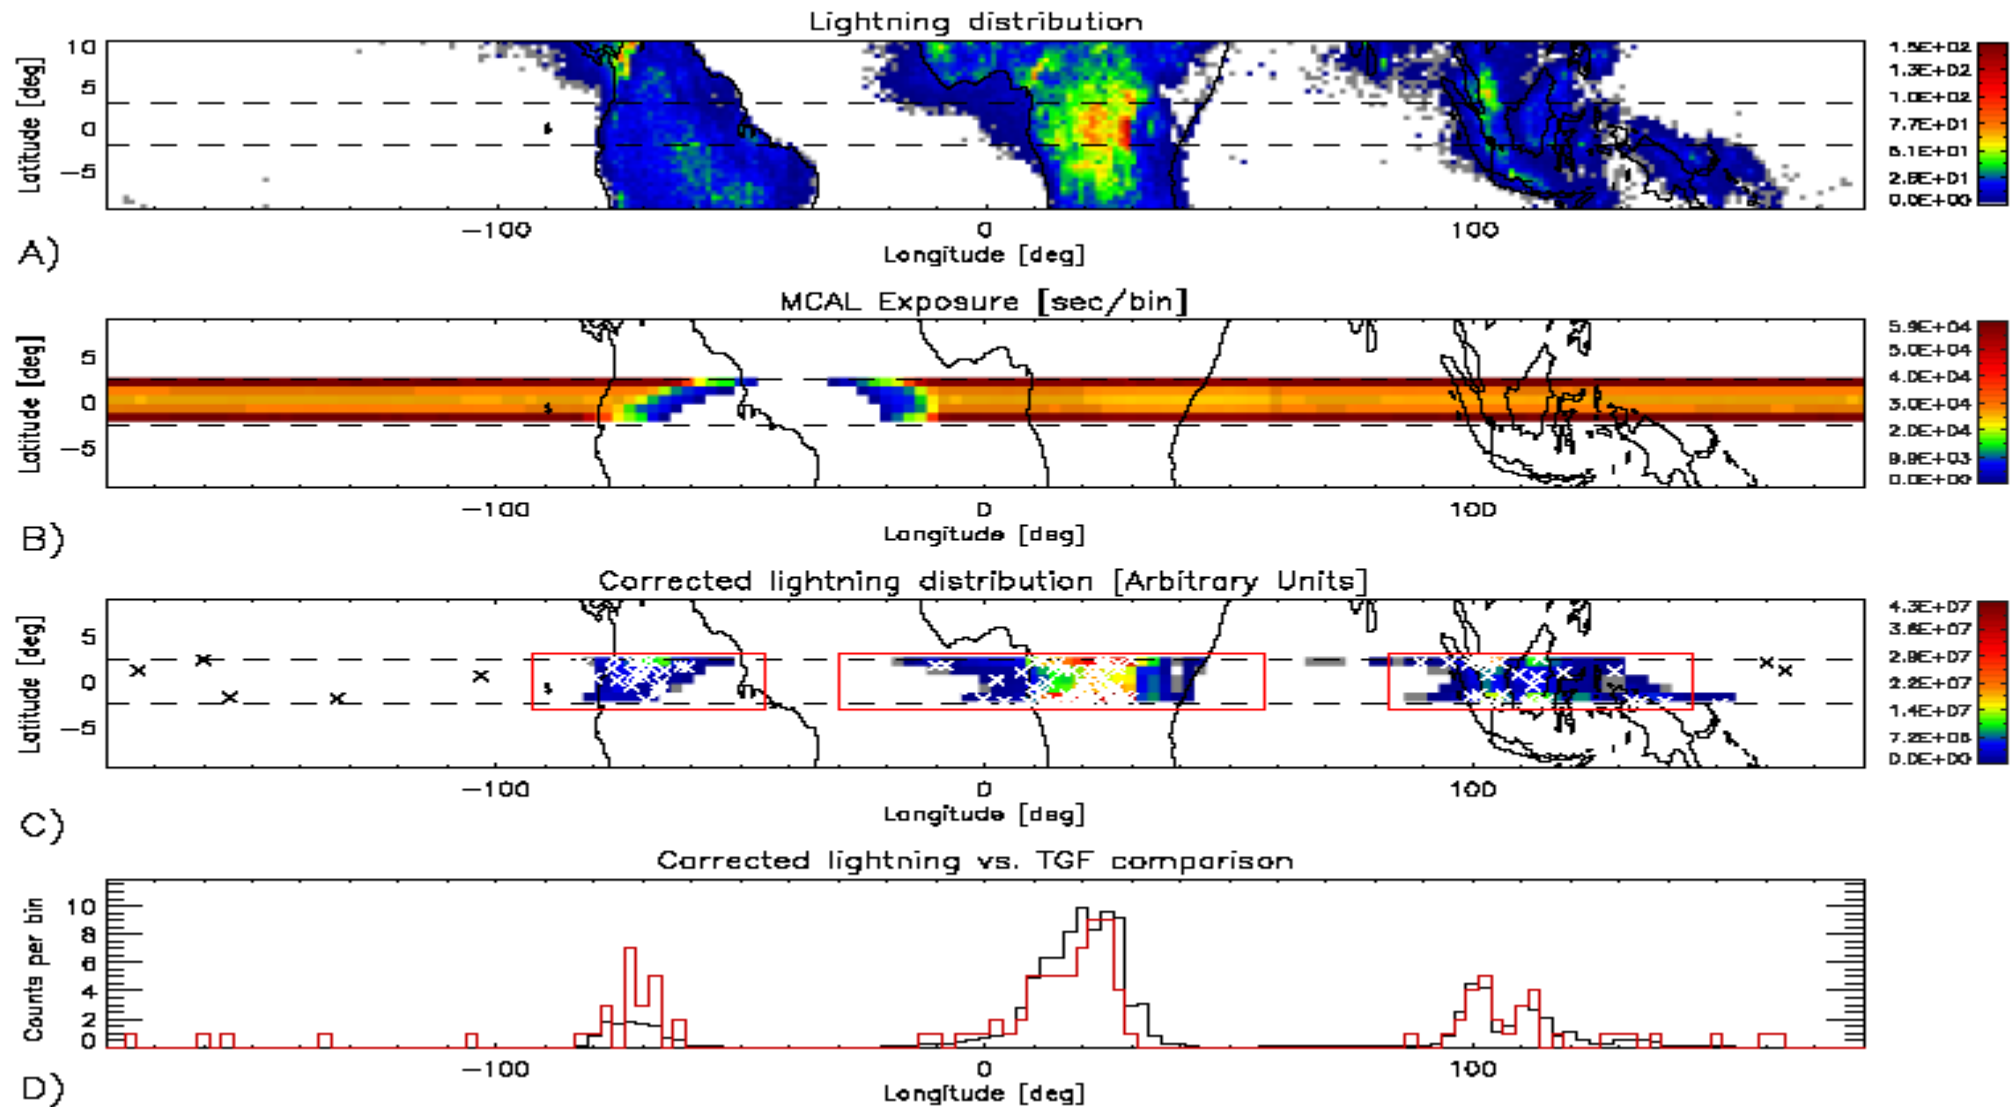 Lightning distribution
10
5
0
−5
Latitude [deg]
−100
0
100
Longitude [deg]
1.5E+02
1.3E+02
1.0E+02
7.7E+01
5.1E+01
2.6E+01
0.0E+00
A)
MCAL Exposure [sec/bin]
5
0
−5
Latitude [deg]
−100
0
100
Longitude [deg]
5.9E+04
5.0E+04
4.0E+04
3.0E+04
2.0E+04
9.9E+03
0.0E+00
B)
Corrected lightning distribution [Arbitrary Units]
5
0
−5
Latitude [deg]
−100
0
100
Longitude [deg]
4.3E+07
3.6E+07
2.9E+07
2.2E+07
1.4E+07
7.2E+06
0.0E+00
C)
Corrected lightning vs. TGF comparison
10
8
6
4
2
0
Counts per bin
−100
0
100
Longitude [deg]
D)